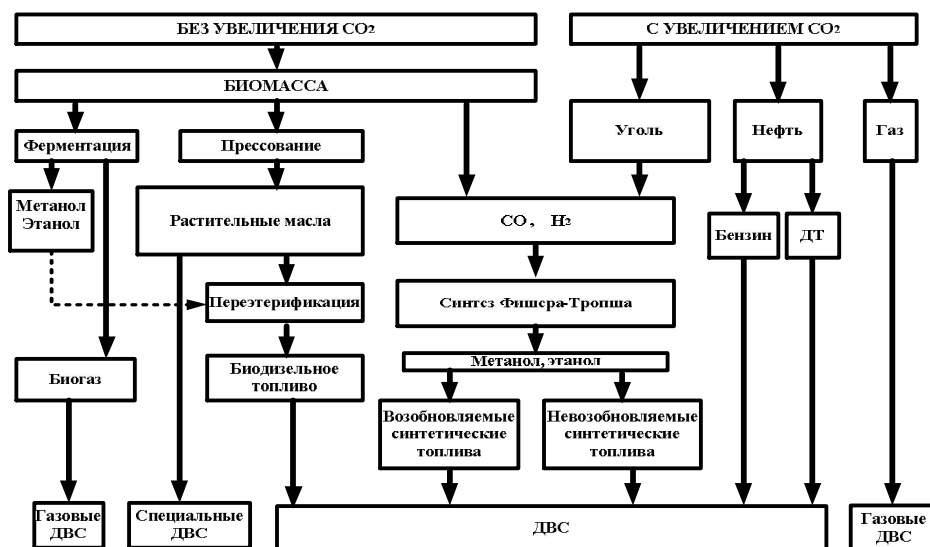 БЕЗ УВЕЛИЧЕНИЯ CO2
С УВЕЛИЧЕНИЕМ CO2
БИОМАССА
Уголь
Нефть
Газ
Ферментация
Прессование
Метанол
Этанол
Растительные масла
CO, H2
Бензин
ДТ
Переэтерификация
Синтез Фишера-Тропша
Метанол, этанол
Биогаз
Биодизельное
топливо
Возобновляемые
синтетические
топлива
Невозобновляемые
синтетические
топлива
Газовые
ДВС
Специальные
ДВС
ДВС
Газовые
ДВС